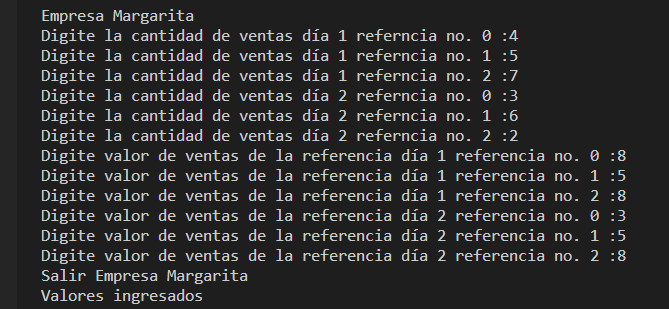 Empresa Margarita
Digite la cantidad de ventas día 1 referncia no. 0 :4
Digite la cantidad de ventas día 1 referncia no. 1 :5
Digite la cantidad de ventas día 1 referncia no. 2 :7
Digite la cantidad de ventas día 2 referncia no. 0 :3
Digite la cantidad de ventas día 2 referncia no. 1 :6
Digite la cantidad de ventas día 2 referncia no. 2 :2
Digite valor de ventas de la referencia día 1 referencia no. 0 :8
Digite valor de ventas de la referencia día 1 referencia no. 1 :5
Digite valor de ventas de la referencia día 1 referencia no. 2 :8
Digite valor de ventas de la referencia día 2 referencia no. 0 :3
Digite valor de ventas de la referencia día 2 referencia no. 1 :5
Digite valor de ventas de la referencia día 2 referencia no. 2 :8
Salir Empresa Margarita
Valores ingresados